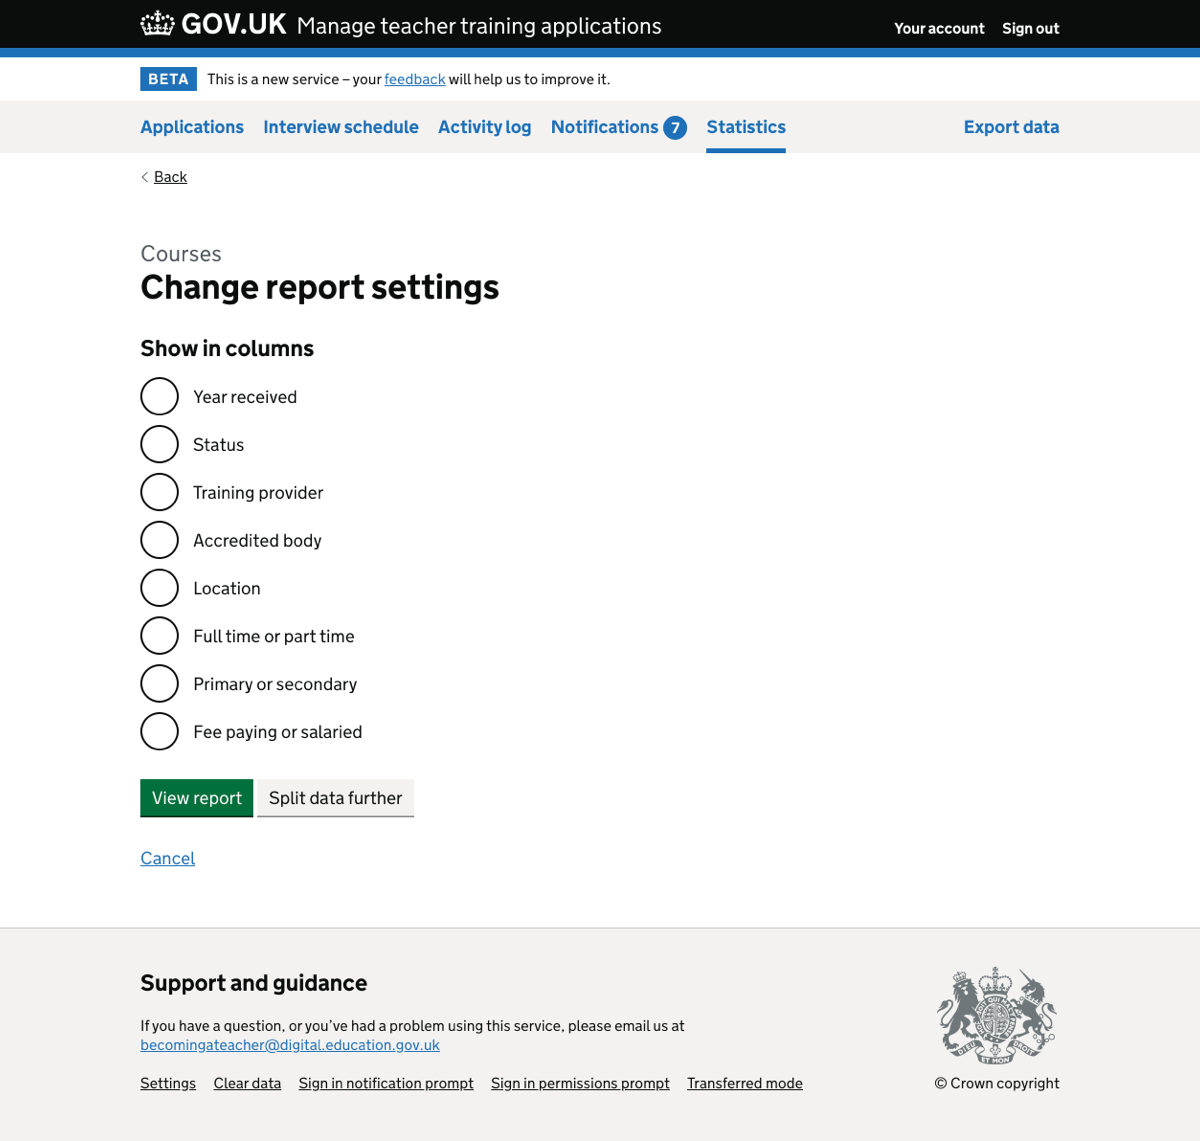 GOV.UK Manage teacher training applications
Your account Sign out
BETA This is a new service – your feedback will help us to improve it.
Applications Interview schedule Activity log Notifications 7 Statistics Export data
Back
Courses
Change report settings
Show in columns
Year received
Status
Training provider
Accredited body
Location
Full time or part time
Primary or secondary
Fee paying or salaried
View report Split data further
Cancel
Support and guidance
If you have a question, or you’ve had a problem using this service, please email us at
becomingateacher@digital.education.gov.uk
Settings Clear data Sign in notification prompt Sign in permissions prompt Transferred mode
DIEU ET MON DROIT
© Crown copyright